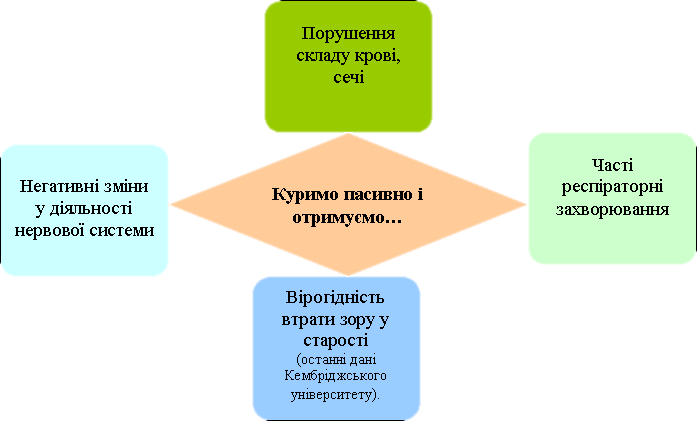 Порушення
складу крові,
сечі
Негативні зміни
у діяльності
нервової системи
Куримо пасивно і
отримуємо…
Часті
респіраторні
захворювання
Вірогідність
втрати зору у
старості
(останні дані
Кембріджського
університету).